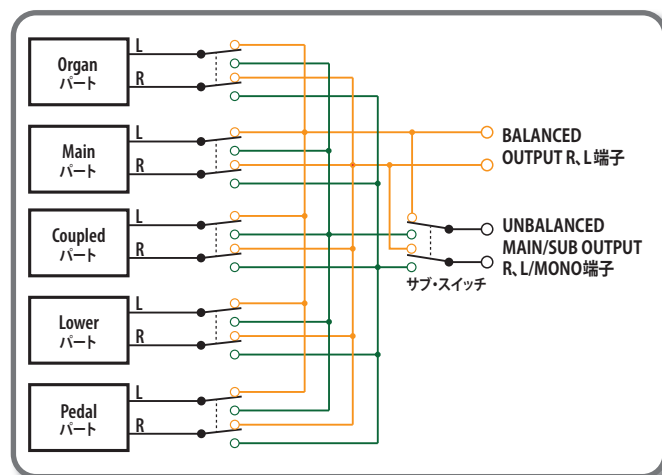 Organ
パート
L
R
Main
パート
L
R
Coupled
パート
L
R
Lower
パート
L
R
Pedal
パート
L
R
BALANCED
OUTPUT R、L 端子
UNBALANCED
MAIN/SUB OUTPUT
R、L/MONO端子
サブ・スイッチ